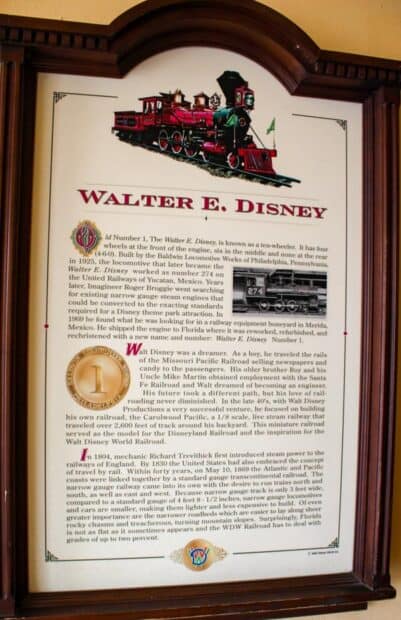 WALTER E. DISNEY
Old Number 1, The Walter E. Disney, is known as a ten-wheeler. It has four
wheels at the front of the engine, six in the middle and none at the rear
(4-6-0). Built by the Baldwin Locomotive Works of Philadelphia, Pennsylvania,
in 1925, the locomotive that later became the
Walter E. Disney worked as number 274 on
the United Railways of Yucatan, Mexico. Years
later, Imagineer Roger Broggie went searching
for existing narrow gauge steam engines that
could be converted to the exacting standards
required for a Disney theme park attraction. In
1969 he found what he was looking for in a railway equipment boneyard in Merida,
Mexico. He shipped the engine to Florida where it was reworked, refurbished, and
rechristened with a new name and number: Walter E. Disney Number 1.
Walt Disney was a dreamer. As a boy, he traveled the rails
of the Missouri Pacific Railroad selling newspapers and
candy to the passengers. His older brother Roy and his
Uncle Mike Martin obtained employment with the Santa
Fe Railroad and Walt dreamed of becoming an engineer.
His future took a different path, but his love of rail-
roading never diminished. In the late 40's, with Walt Disney
Productions a very successful venture, he focused on building
his own railroad, the Carolwood Pacific, a 1/8 scale, live steam railway that
traveled over 2,600 feet of track around his backyard. This miniature railroad
served as the model for the Disneyland Railroad and the inspiration for the
Walt Disney World Railroad.
1
In 1804, mechanic Richard Trevithick first introduced steam power to the
railways of England. By 1830 the United States had also embraced the concept
of travel by rail. Within forty years, on May 10, 1869 the Atlantic and Pacific
coasts were linked together by a standard gauge transcontinental railroad. The
narrow gauge railway came into its own with the desire to run trains north and
south, as well as east and west. Because narrow gauge track is only 3 feet wide,
compared to a standard gauge of 4 feet 8 - 1/2 inches, narrow gauge locomotives
and cars are smaller, making them lighter and less expensive to build. Of even
greater importance are the narrower roadbeds which are easier to lay along sheer
rocky chasms and treacherous, turning mountain slopes. Surprisingly, Florida
is not as flat as it sometimes appears and the WDW Railroad has to deal with
grades of up to two percent.